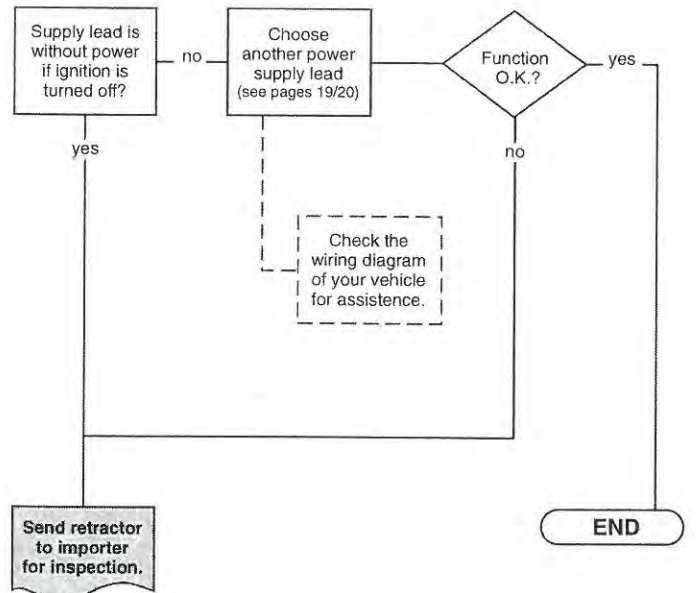 Supply lead is
without power
if ignition is
turned off?
no
Choose
another power
supply lead
(see pages 19/20)
Function
O.K.?
yes
yes
no
Check the
wiring diagram
of your vehicle
for assistence.
Send retractor
to importer
for inspection.
END